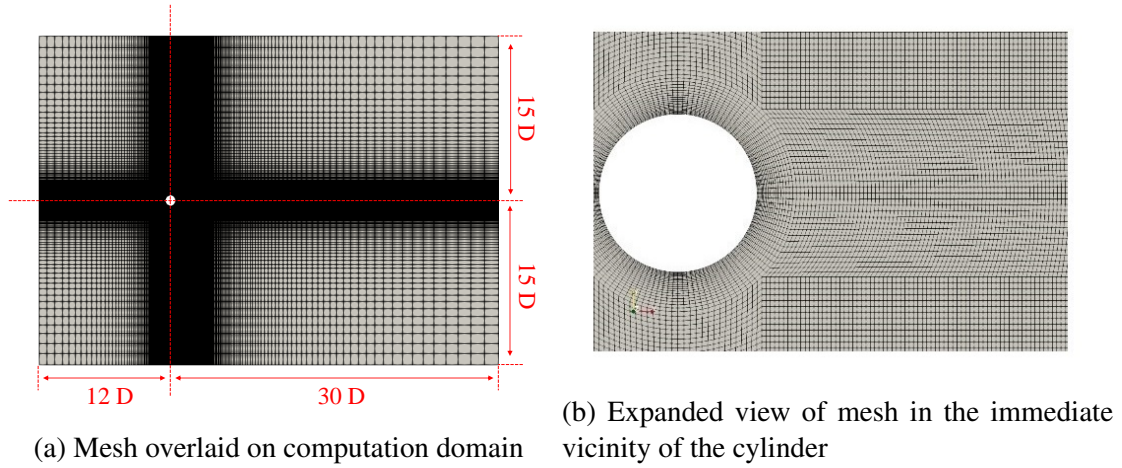 15 D
15 D
12 D
30 D
(a) Mesh overlaid on computation domain
(b) Expanded view of mesh in the immediate
vicinity of the cylinder